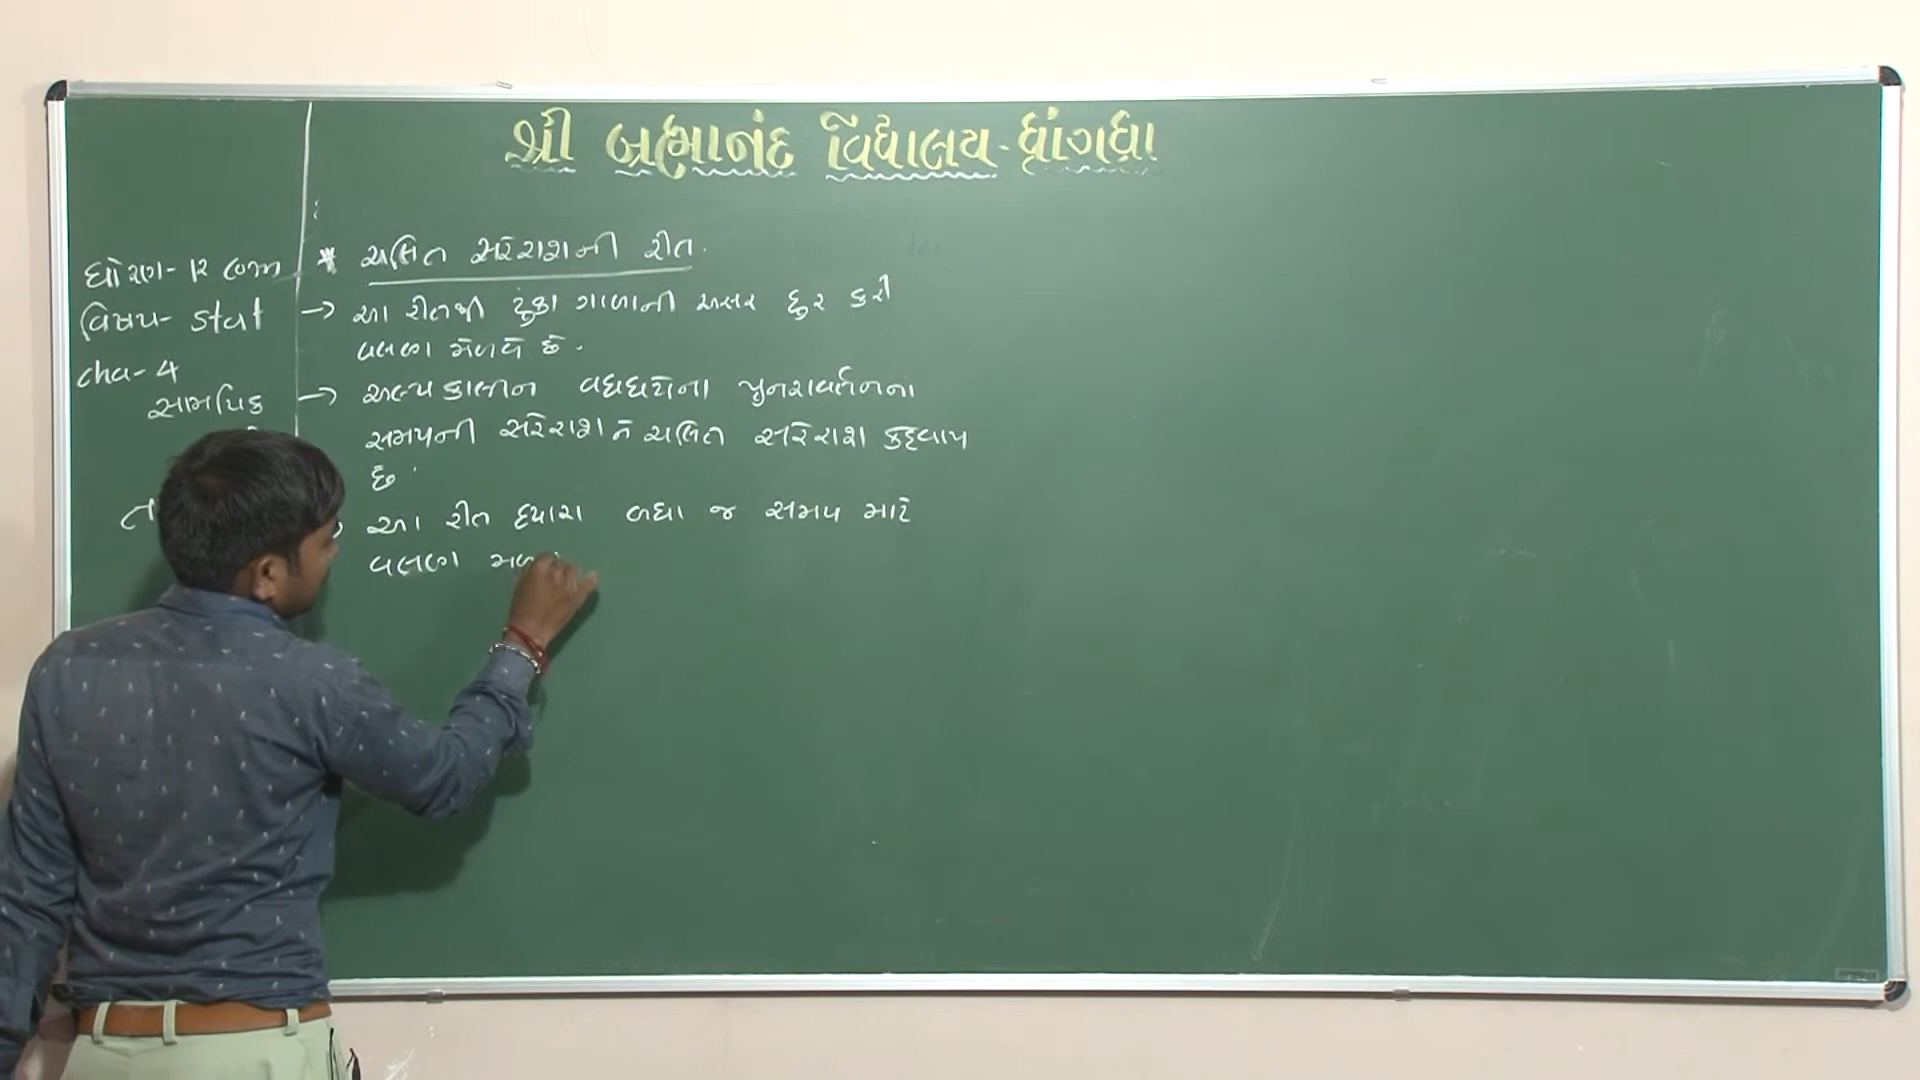 શ્રી બ્રહ્માનંદ વિદ્યાલય-ધ્રાંગધ્રા
ધોરણ-12 com
વિષય- stat
cha-4
સામયિક
* ચલિત સરેરાશની રીત.
→ આ રીતથી ટુંકા ગાળાની અસર દુર કરી
વલણ મેળવે છે.
→ અલ્પકાલીન વધઘટના પુનરાવર્તનના
સમયની સરેરાશને ચલિત સરેરાશ કહેવાય
છે.
આ રીત દ્વારા બધા જ સમય માટે
વલણ